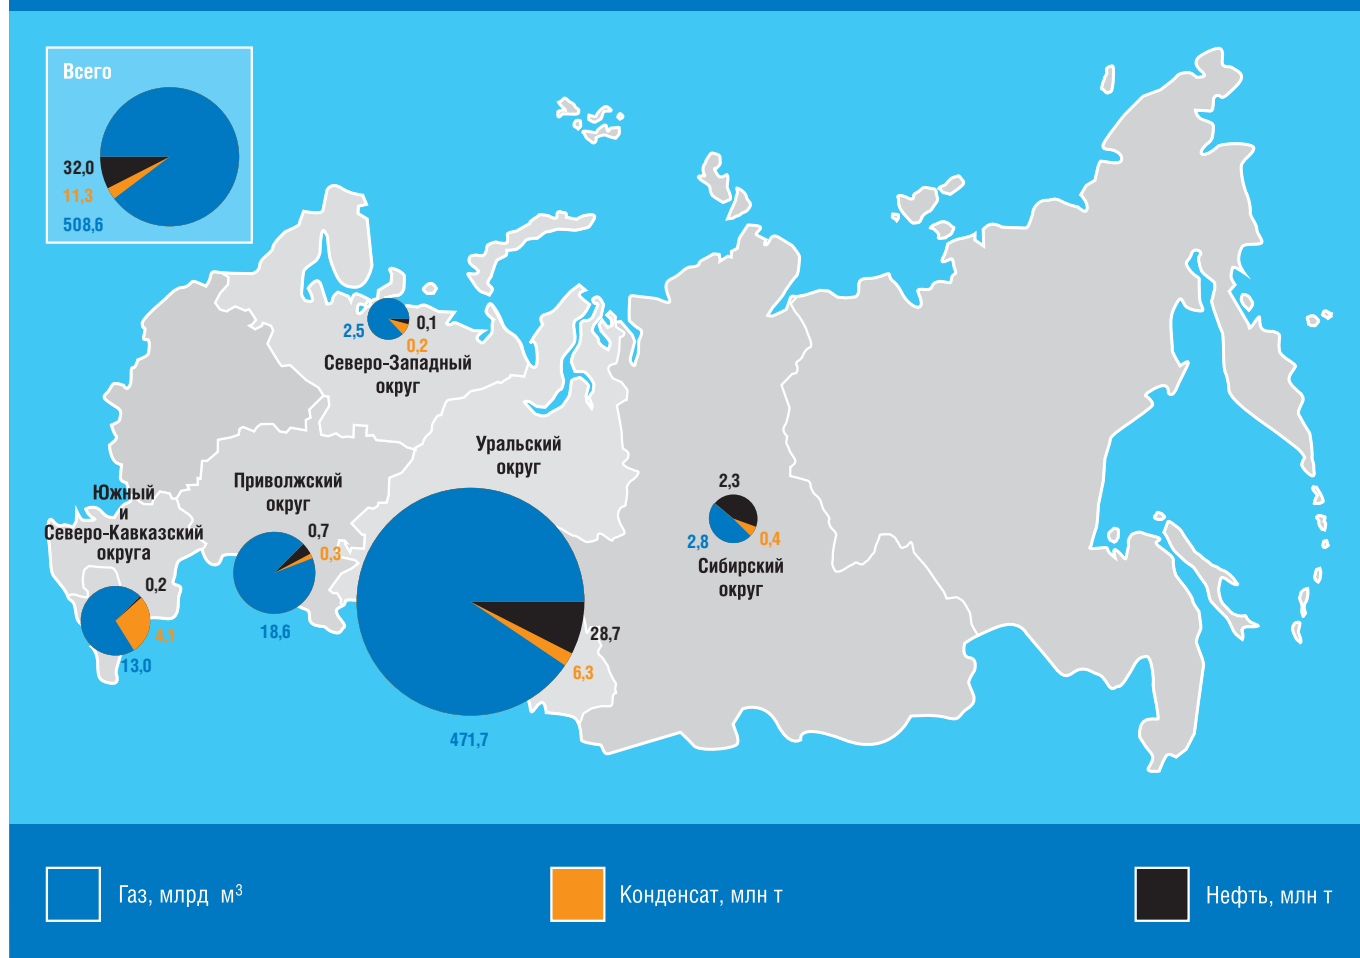 Всего
32,0
11,3
508,6
2,5
0,1
0,2
Северо-Западный
округ
Уральский
округ
Приволжский
округ
0,7
0,3
18,6
Южный
и
Северо-Кавказский
округа
0,2
4,1
13,0
28,7
6,3
471,7
2,3
2,8
0,4
Сибирский
округ
Газ, млрд м³
Конденсат, млн т
Нефть, млн т